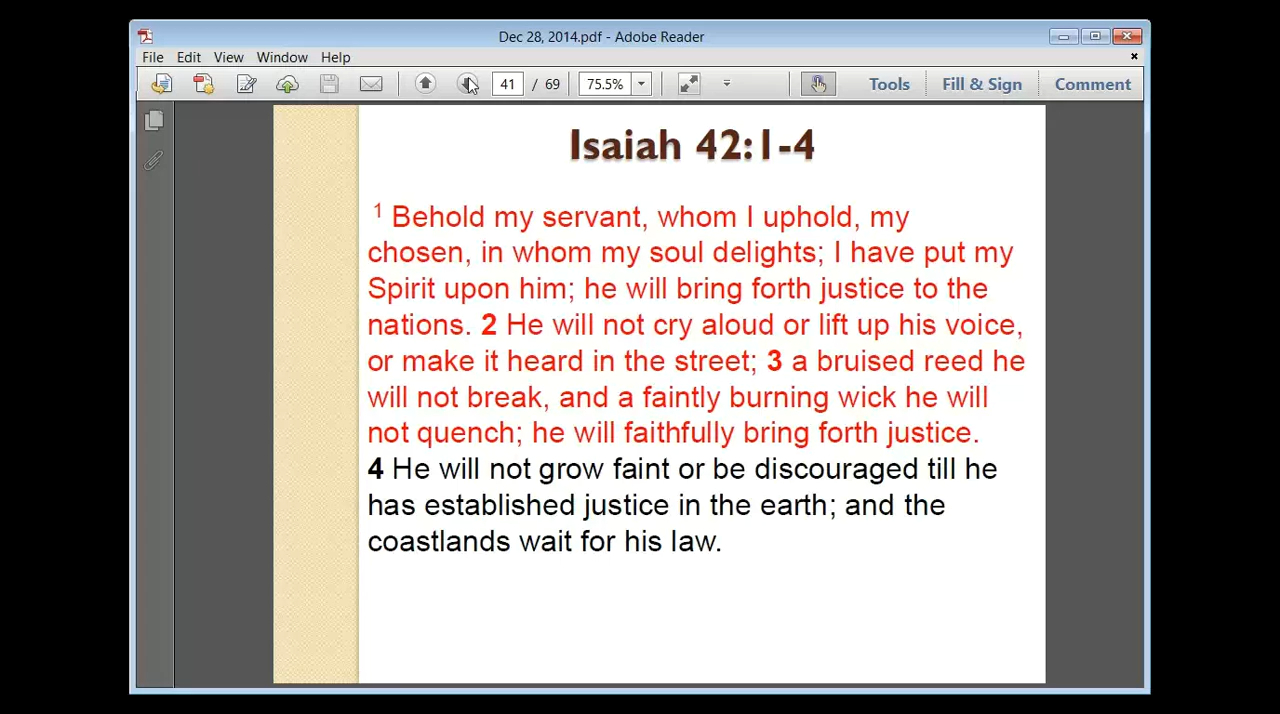 Dec 28, 2014.pdf - Adobe Reader
File Edit View Window Help
41 / 69 75.5% Tools Fill & Sign Comment
Isaiah 42:1-4
1 Behold my servant, whom I uphold, my
chosen, in whom my soul delights; I have put my
Spirit upon him; he will bring forth justice to the
nations. 2 He will not cry aloud or lift up his voice,
or make it heard in the street; 3 a bruised reed he
will not break, and a faintly burning wick he will
not quench; he will faithfully bring forth justice.
4 He will not grow faint or be discouraged till he
has established justice in the earth; and the
coastlands wait for his law.